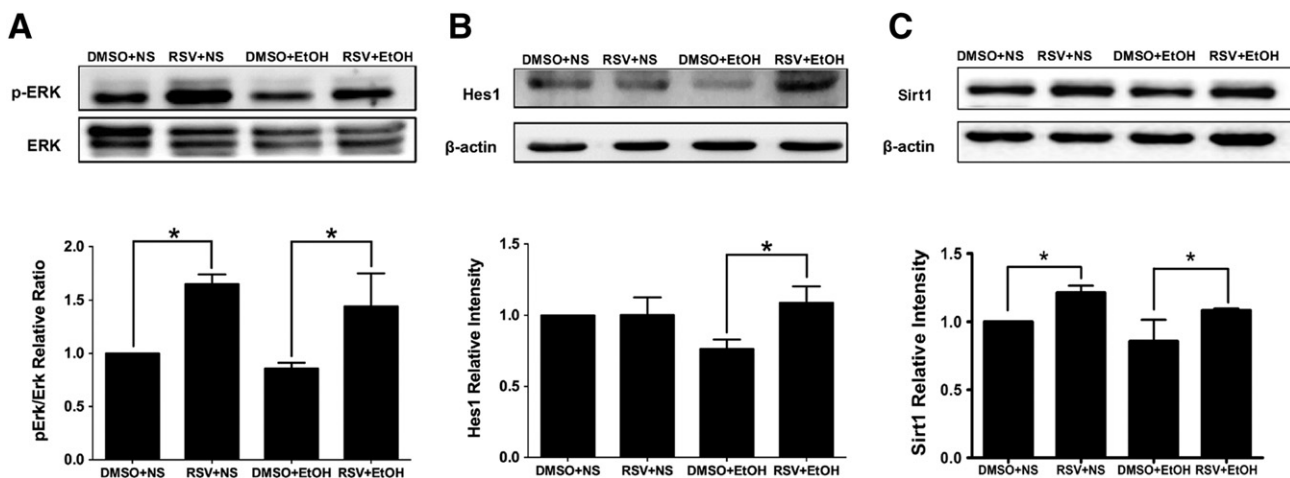 A
DMSO+NS RSV+NS DMSO+EtOH RSV+EtOH
p-ERK
ERK
pErk/Erk Relative Ratio
2.0
1.5
1.0
0.5
0.0
* *
DMSO+NS RSV+NS DMSO+EtOH RSV+EtOH
B
DMSO+NS RSV+NS DMSO+EtOH RSV+EtOH
Hes1
β-actin
Hes1 Relative Intensity
1.5
1.0
0.5
0.0
*
DMSO+NS RSV+NS DMSO+EtOH RSV+EtOH
C
DMSO+NS RSV+NS DMSO+EtOH RSV+EtOH
Sirt1
β-actin
Sirt1 Relative Intensity
1.5
1.0
0.5
0.0
* *
DMSO+NS RSV+NS DMSO+EtOH RSV+EtOH